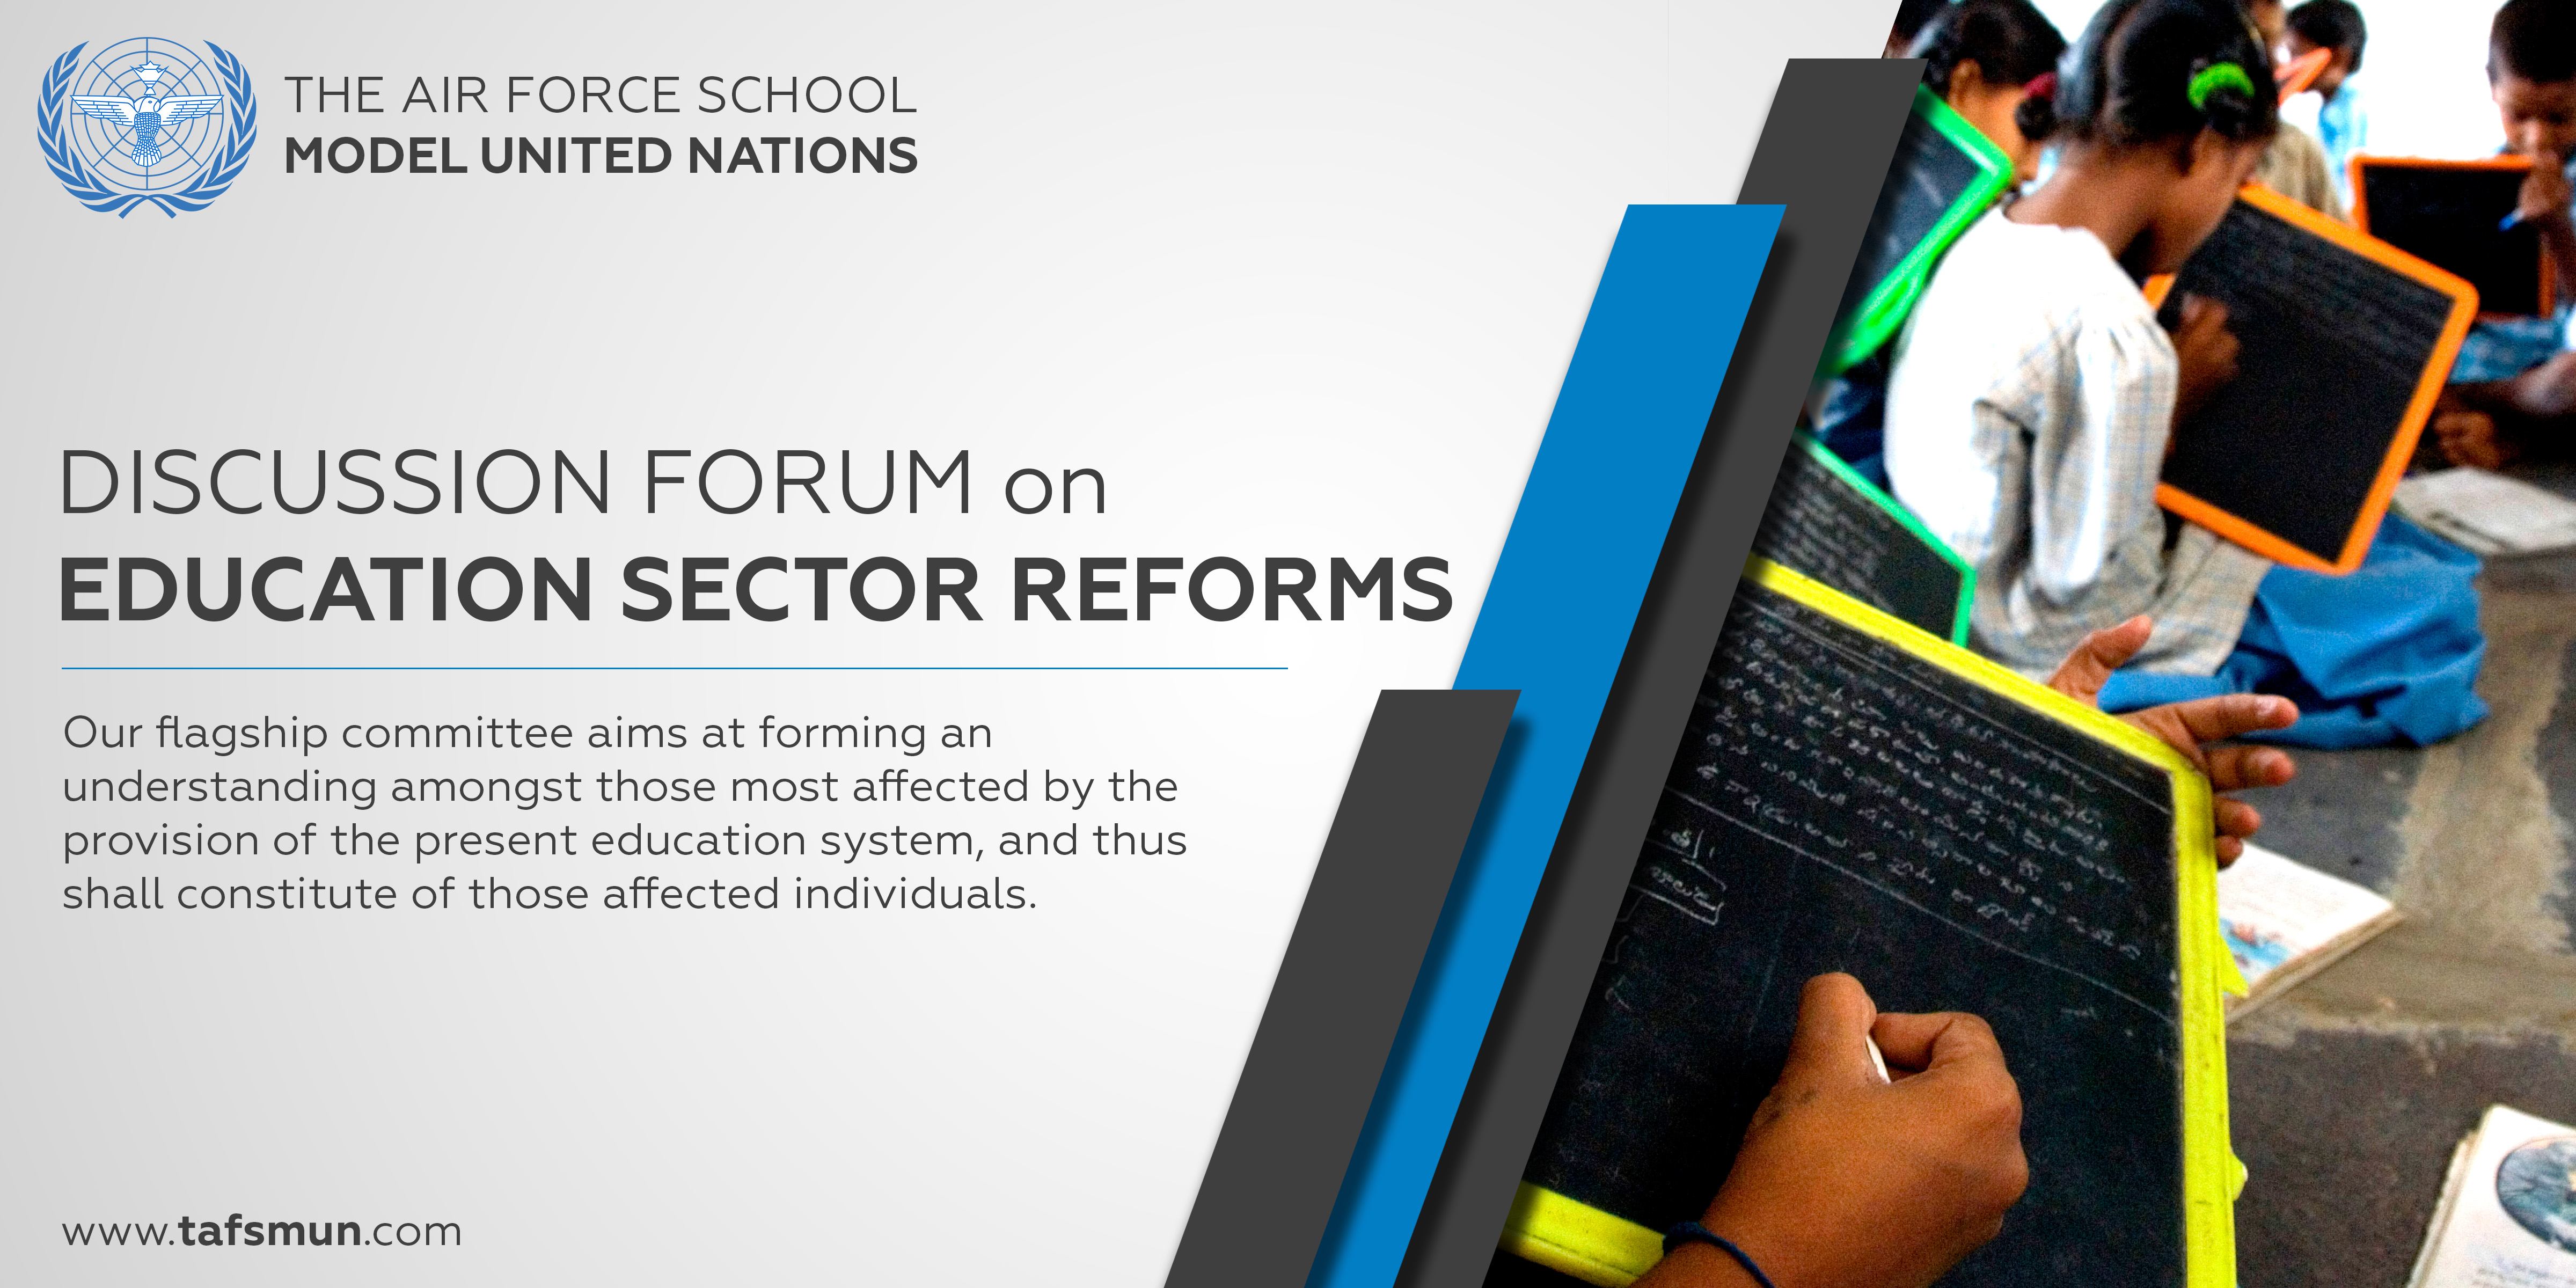 THE AIR FORCE SCHOOL
MODEL UNITED NATIONS
DISCUSSION FORUM on
EDUCATION SECTOR REFORMS
Our flagship committee aims at forming an
understanding amongst those most affected by the
provision of the present education system, and thus
shall constitute of those affected individuals.
www.tafsmun.com